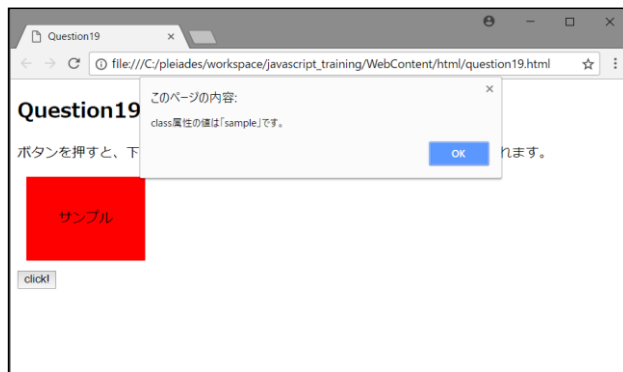 Question19
file:///C:/pleiades/workspace/javascript_training/WebContent/html/question19.html
Question19
このページの内容:
class属性の値は「sample」です。
OK
ボタンを押すと、下
れます。
サンプル
click!